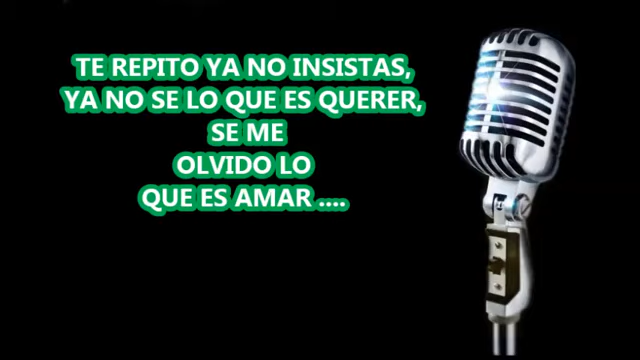 TE REPITO YA NO INSISTAS,
YA NO SE LO QUE ES QUERER,
SE ME
OLVIDO LO
QUE ES AMAR ....